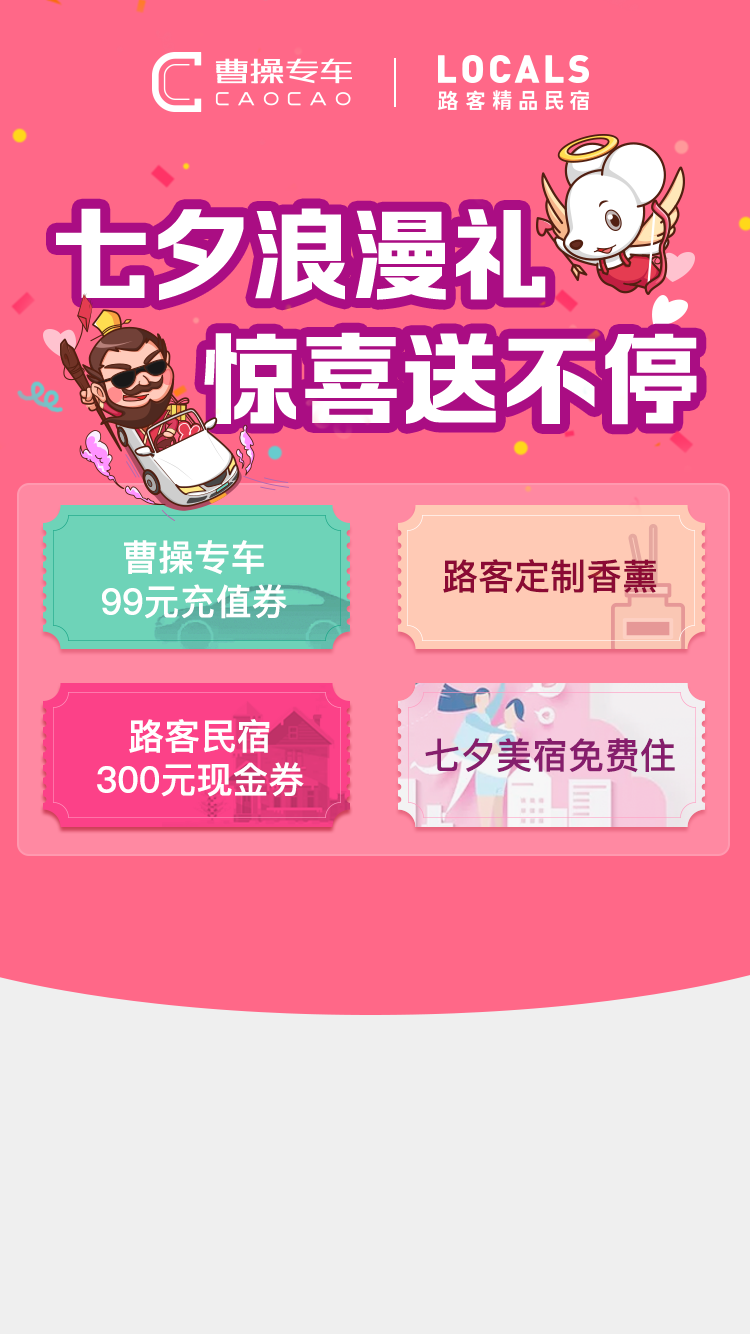 曹操专车
CAOCAO
LOCALS
路客精品民宿
七夕浪漫礼
惊喜送不停
曹操专车
99元充值券
路客定制香薰
路客民宿
300元现金券
七夕美宿免费住